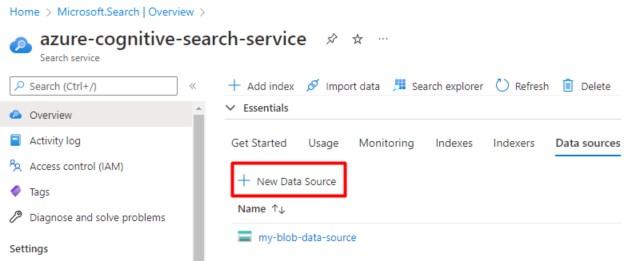 Home > Microsoft.Search | Overview >
azure-cognitive-search-service
Search service
Search (Ctrl+/)
Overview
Activity log
Access control (IAM)
Tags
Diagnose and solve problems
Settings
Add index Import data Search explorer Refresh Delete
Essentials
Get Started Usage Monitoring Indexes Indexers Data sources
New Data Source
Name
my-blob-data-source